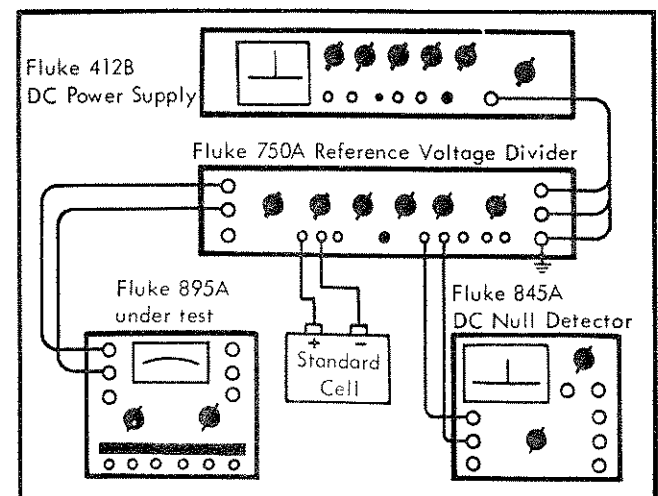 Fluke 412B
DC Power Supply
Fluke 750A Reference Voltage Divider
Fluke 895A
under test
+ −
Standard
Cell
Fluke 845A
DC Null Detector